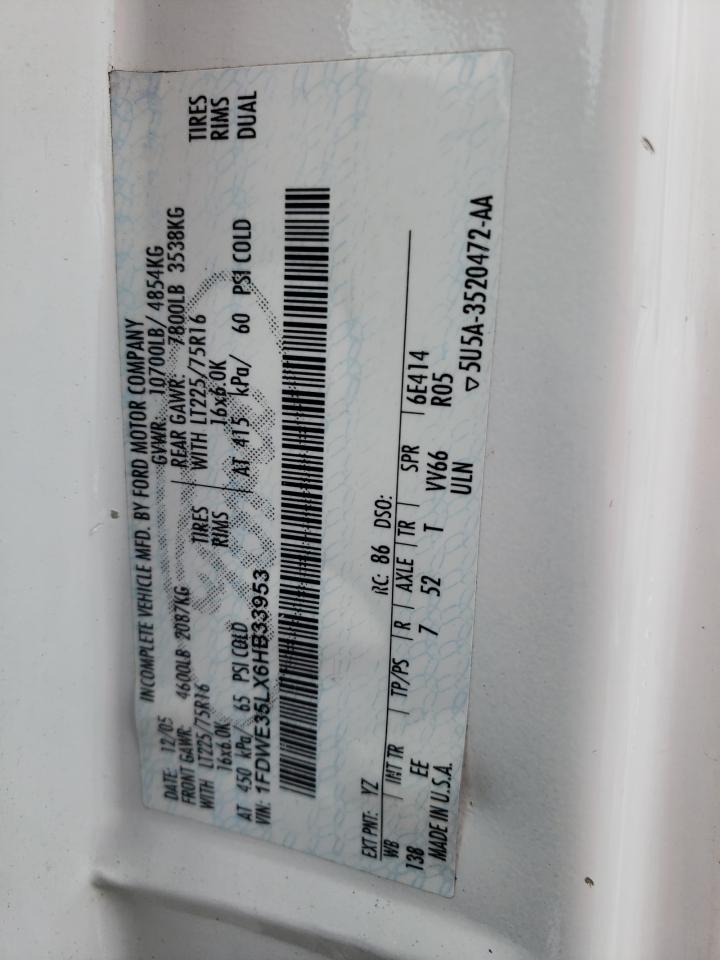 INCOMPLETE VEHICLE MFD. BY FORD MOTOR COMPANY
DATE: 12/05 GVWR: 10700LB/ 4854KG
FRONT GAWR: 4600LB 2087KG REAR GAWR: 7800LB 3538KG
WITH LT225/75R16 TIRES WITH LT225/75R16 TIRES
16x6.0K RIMS 16x6.0K RIMS
AT 450 kPa/ 65 PSI COLD AT 415 kPa/ 60 PSI COLD DUAL
VIN: 1FDWE35LX6HB33953
EXT PNT: YZ RC: 86 DSO:
WB INT TR TP/PS R AXLE TR SPR 6E414
138 EE 7 52 T VV66 R05
MADE IN U.S.A. ULN
▽5U5A-3520472-AA